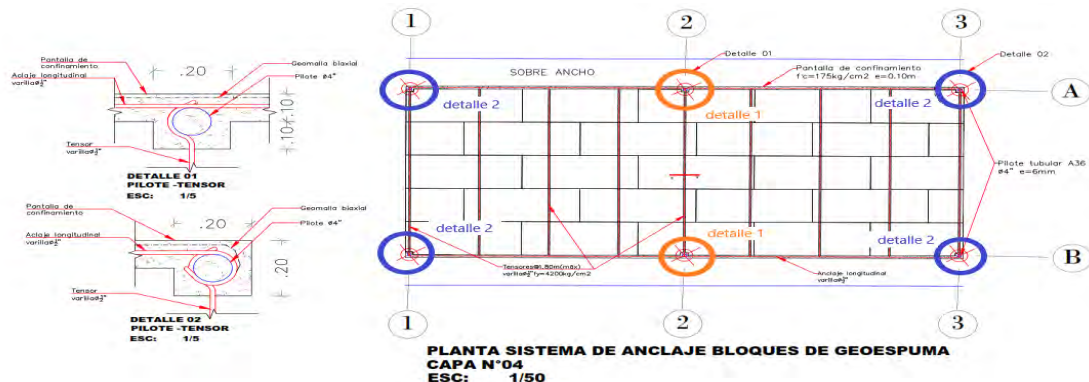 Pantalla de
confinamiento
.20
Geomalla biaxial
Aclaje longitudinal
Pilote Ø4"
.10
.10
Tensor
DETALLE 01
PILOTE -TENSOR
ESC: 1/5
Pantalla de
confinamiento
.20
Geomalla biaxial
Aclaje longitudinal
Pilote Ø4"
.20
Tensor
DETALLE 02
PILOTE -TENSOR
ESC: 1/5
1
2
3
Detalle 01
Detalle 02
SOBRE ANCHO
Pantalla de confinamiento
f'c=175kg/cm2 e=0.10m
A
detalle 2
detalle 1
detalle 2
Pilote tubular A36
Ø4" e=6mm
detalle 2
detalle 1
detalle 2
B
Anclaje longitudinal
1
2
3
PLANTA SISTEMA DE ANCLAJE BLOQUES DE GEOESPUMA
CAPA N°04
ESC: 1/50